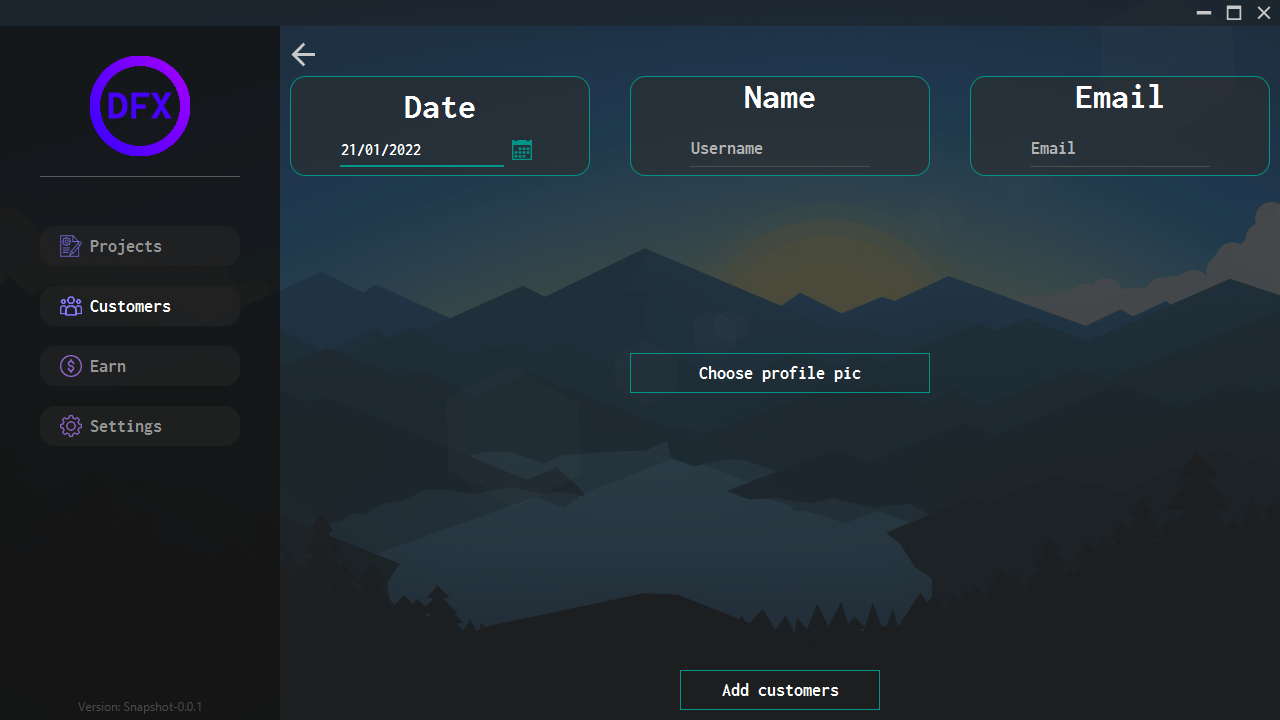 DFX
Projects
Customers
Earn
Settings
Version: Snapshot-0.0.1
Date
21/01/2022
Name
Username
Email
Email
Choose profile pic
Add customers